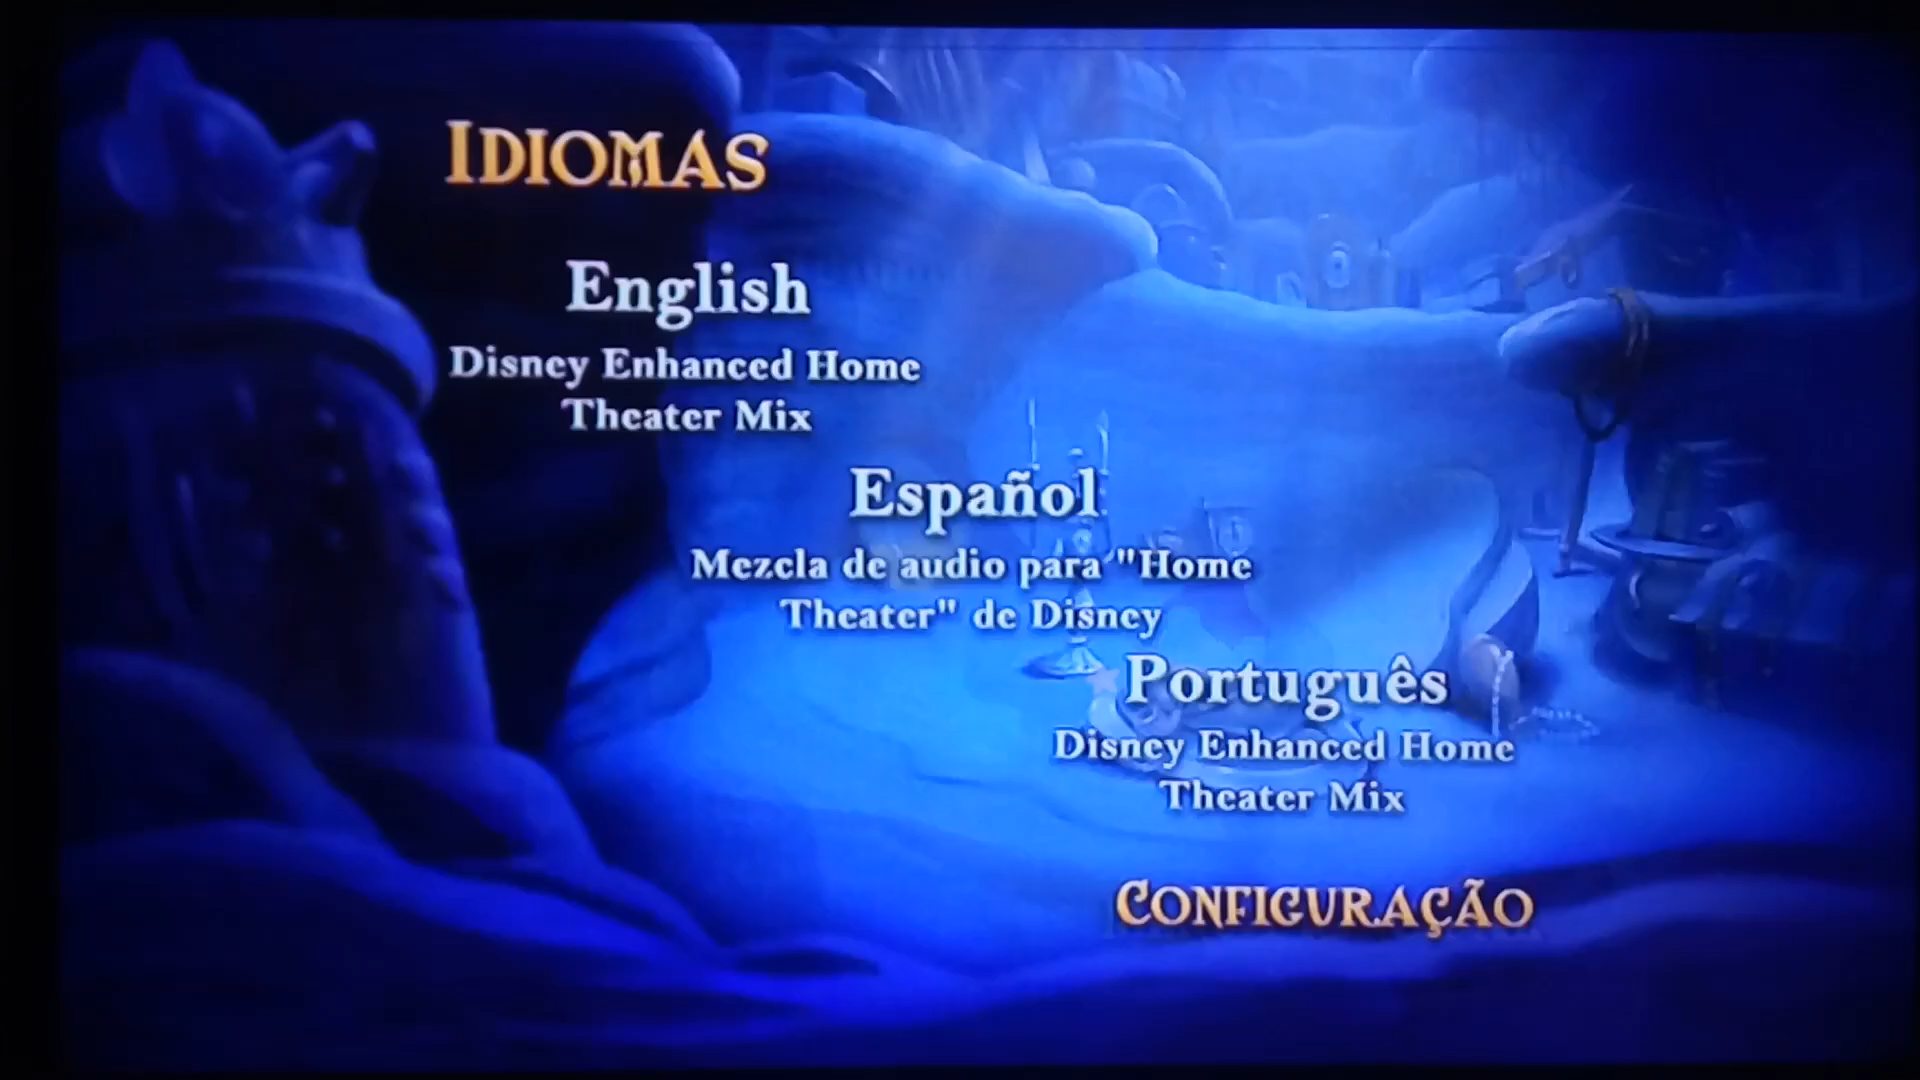 IDIOMAS
English
Disney Enhanced Home
Theater Mix
Español
Mezcla de audio para "Home
Theater" de Disney
Português
Disney Enhanced Home
Theater Mix
CONFIGURAÇÃO